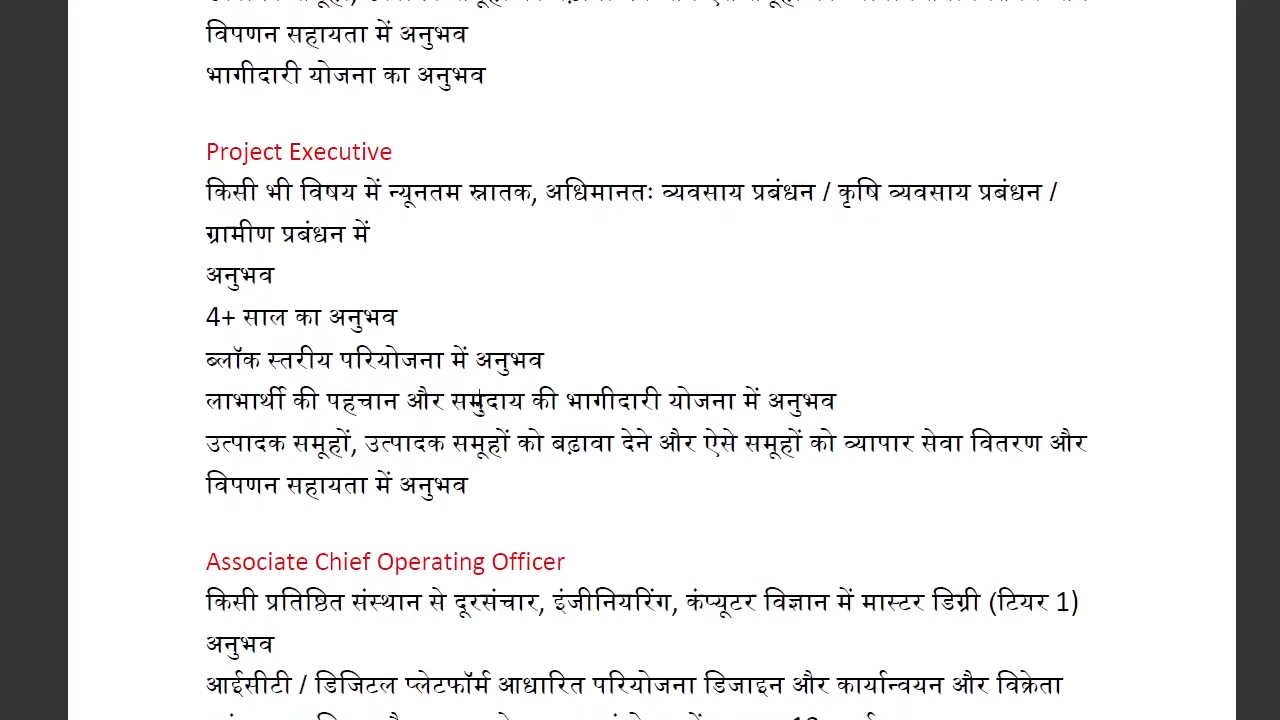 विपणन सहायता में अनुभव
भागीदारी योजना का अनुभव
Project Executive
किसी भी विषय में न्यूनतम स्नातक, अधिमानतः व्यवसाय प्रबंधन / कृषि व्यवसाय प्रबंधन /
ग्रामीण प्रबंधन में
अनुभव
4+ साल का अनुभव
ब्लॉक स्तरीय परियोजना में अनुभव
लाभार्थी की पहचान और समुदाय की भागीदारी योजना में अनुभव
उत्पादक समूहों, उत्पादक समूहों को बढ़ावा देने और ऐसे समूहों को व्यापार सेवा वितरण और
विपणन सहायता में अनुभव
Associate Chief Operating Officer
किसी प्रतिष्ठित संस्थान से दूरसंचार, इंजीनियरिंग, कंप्यूटर विज्ञान में मास्टर डिग्री (टियर 1)
अनुभव
आईसीटी / डिजिटल प्लेटफॉर्म आधारित परियोजना डिजाइन और कार्यान्वयन और विक्रेता